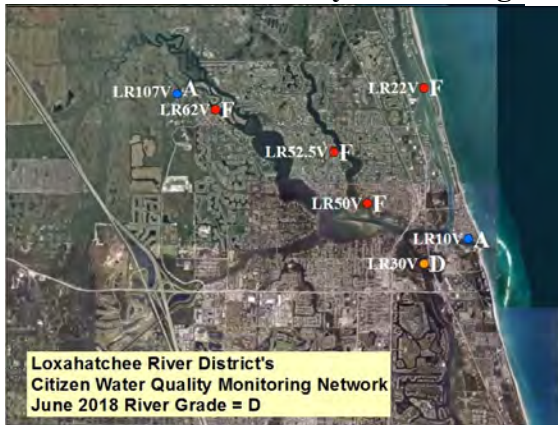 LR107V A
LR62V F
LR22V F
LR52.5V F
LR50V F
LR10V A
LR30V D
Loxahatchee River District's
Citizen Water Quality Monitoring Network
June 2018 River Grade = D